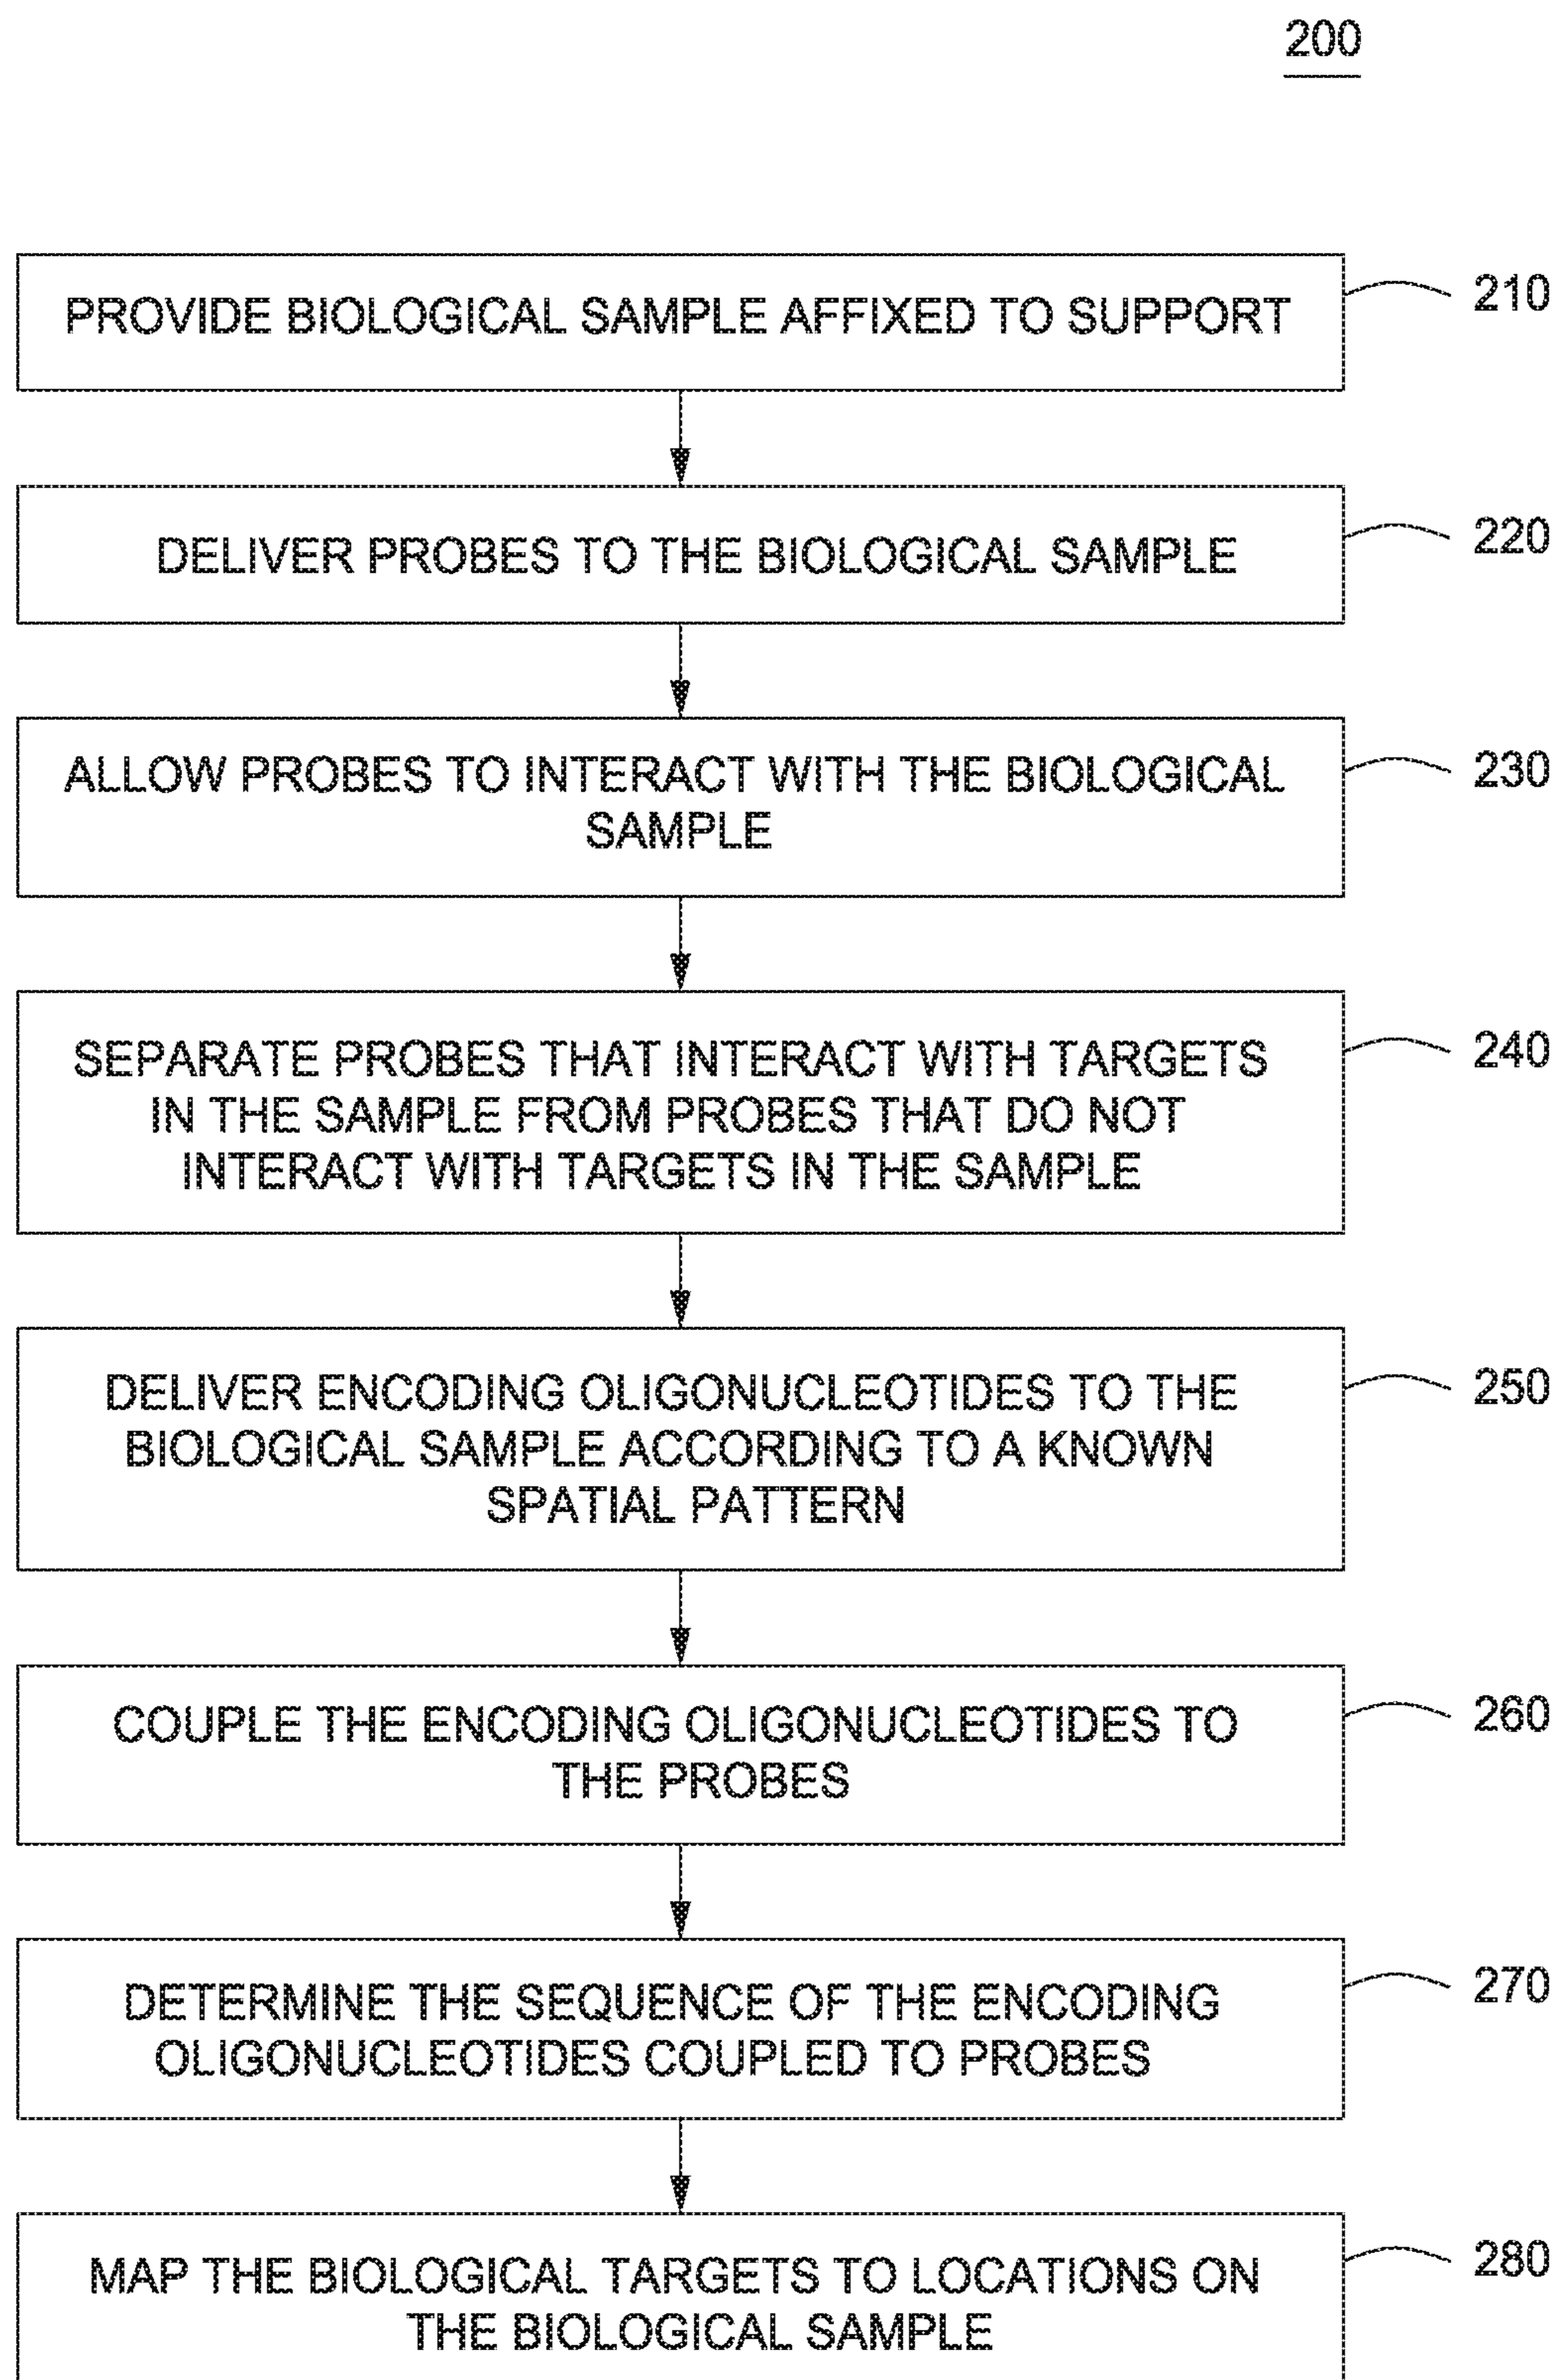 200
PROVIDE BIOLOGICAL SAMPLE AFFIXED TO SUPPORT
210
DELIVER PROBES TO THE BIOLOGICAL SAMPLE
220
ALLOW PROBES TO INTERACT WITH THE BIOLOGICAL
SAMPLE
230
SEPARATE PROBES THAT INTERACT WITH TARGETS
IN THE SAMPLE FROM PROBES THAT DO NOT
INTERACT WITH TARGETS IN THE SAMPLE
240
DELIVER ENCODING OLIGONUCLEOTIDES TO THE
BIOLOGICAL SAMPLE ACCORDING TO A KNOWN
SPATIAL PATTERN
250
COUPLE THE ENCODING OLIGONUCLEOTIDES TO
THE PROBES
260
DETERMINE THE SEQUENCE OF THE ENCODING
OLIGONUCLEOTIDES COUPLED TO PROBES
270
MAP THE BIOLOGICAL TARGETS TO LOCATIONS ON
THE BIOLOGICAL SAMPLE
280